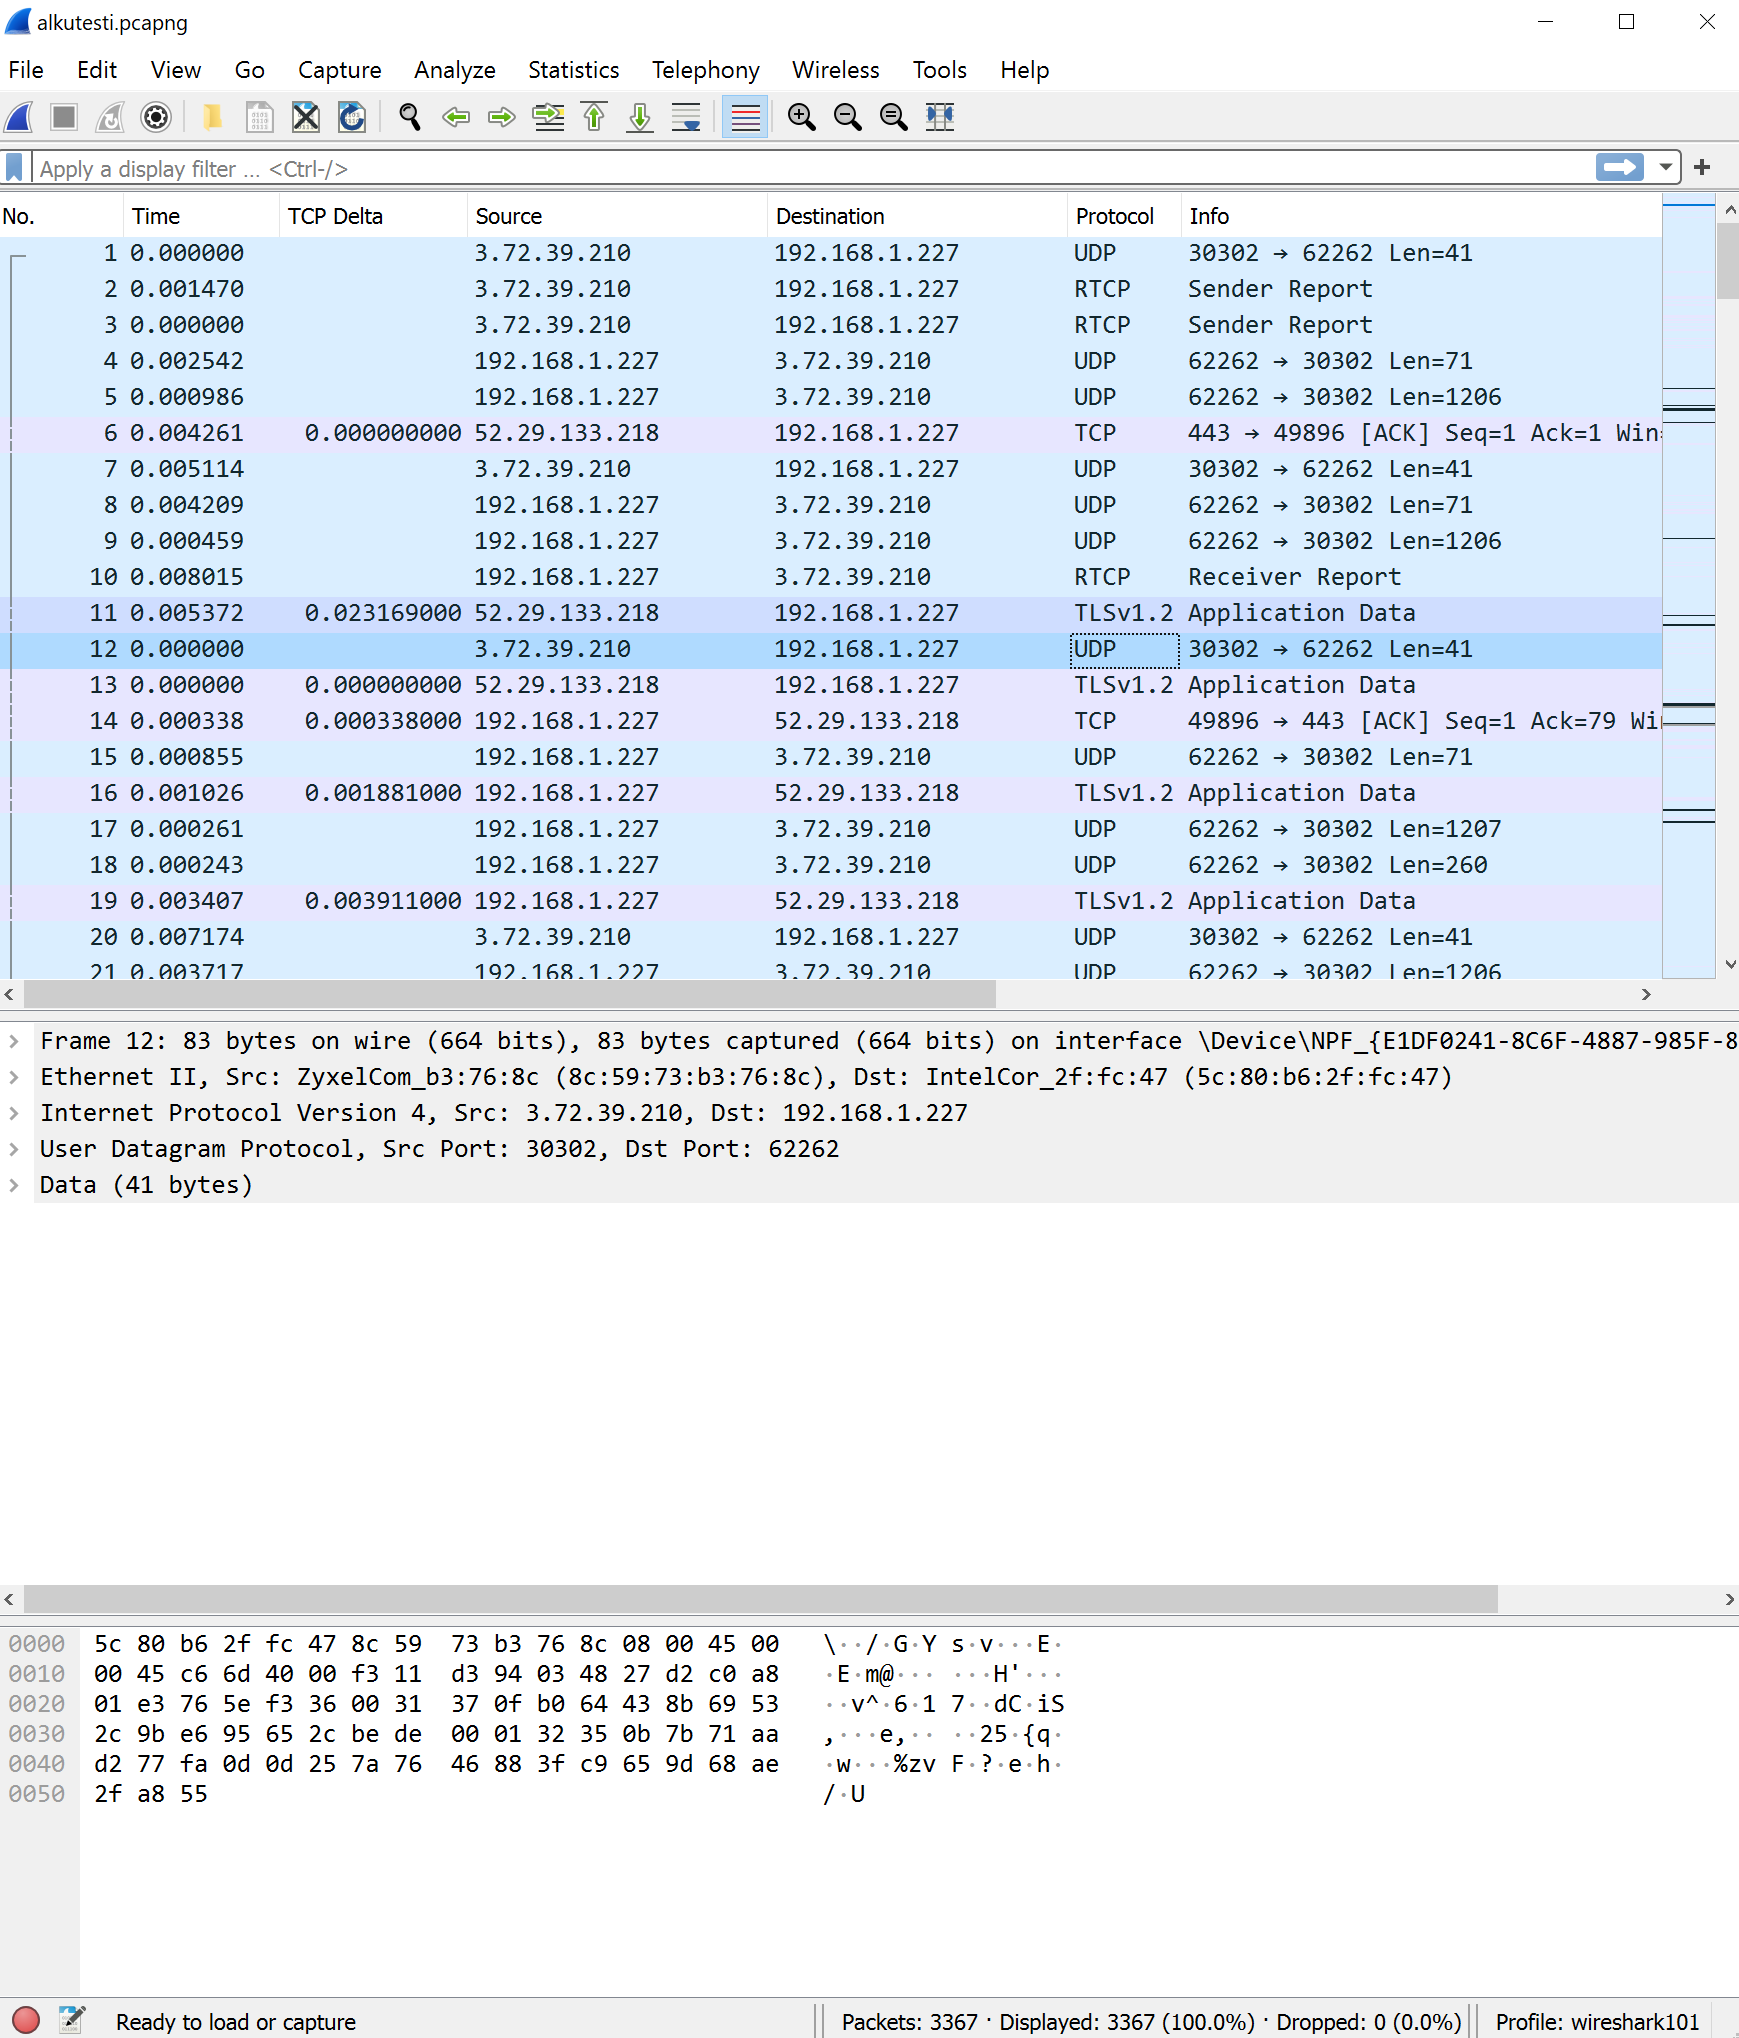 alkutesti.pcapng
File Edit View Go Capture Analyze Statistics Telephony Wireless Tools Help
Apply a display filter ... <Ctrl-/>
No. Time TCP Delta Source Destination Protocol Info
1 0.000000 3.72.39.210 192.168.1.227 UDP 30302 → 62262 Len=41
2 0.001470 3.72.39.210 192.168.1.227 RTCP Sender Report
3 0.000000 3.72.39.210 192.168.1.227 RTCP Sender Report
4 0.002542 192.168.1.227 3.72.39.210 UDP 62262 → 30302 Len=71
5 0.000986 192.168.1.227 3.72.39.210 UDP 62262 → 30302 Len=1206
6 0.004261 0.000000000 52.29.133.218 192.168.1.227 TCP 443 → 49896 [ACK] Seq=1 Ack=1 Win=
7 0.005114 3.72.39.210 192.168.1.227 UDP 30302 → 62262 Len=41
8 0.004209 192.168.1.227 3.72.39.210 UDP 62262 → 30302 Len=71
9 0.000459 192.168.1.227 3.72.39.210 UDP 62262 → 30302 Len=1206
10 0.008015 192.168.1.227 3.72.39.210 RTCP Receiver Report
11 0.005372 0.023169000 52.29.133.218 192.168.1.227 TLSv1.2 Application Data
12 0.000000 3.72.39.210 192.168.1.227 UDP 30302 → 62262 Len=41
13 0.000000 0.000000000 52.29.133.218 192.168.1.227 TLSv1.2 Application Data
14 0.000338 0.000338000 192.168.1.227 52.29.133.218 TCP 49896 → 443 [ACK] Seq=1 Ack=79 Wi
15 0.000855 192.168.1.227 3.72.39.210 UDP 62262 → 30302 Len=71
16 0.001026 0.001881000 192.168.1.227 52.29.133.218 TLSv1.2 Application Data
17 0.000261 192.168.1.227 3.72.39.210 UDP 62262 → 30302 Len=1207
18 0.000243 192.168.1.227 3.72.39.210 UDP 62262 → 30302 Len=260
19 0.003407 0.003911000 192.168.1.227 52.29.133.218 TLSv1.2 Application Data
20 0.007174 3.72.39.210 192.168.1.227 UDP 30302 → 62262 Len=41
21 0.003717 192.168.1.227 3.72.39.210 UDP 62262 → 30302 Len=1206
Frame 12: 83 bytes on wire (664 bits), 83 bytes captured (664 bits) on interface \Device\NPF_{E1DF0241-8C6F-4887-985F-8
Ethernet II, Src: ZyxelCom_b3:76:8c (8c:59:73:b3:76:8c), Dst: IntelCor_2f:fc:47 (5c:80:b6:2f:fc:47)
Internet Protocol Version 4, Src: 3.72.39.210, Dst: 192.168.1.227
User Datagram Protocol, Src Port: 30302, Dst Port: 62262
Data (41 bytes)
0000 5c 80 b6 2f fc 47 8c 59 73 b3 76 8c 08 00 45 00 \··/·G·Y s·v···E·
0010 00 45 c6 6d 40 00 f3 11 d3 94 03 48 27 d2 c0 a8 ·E·m@··· ···H'···
0020 01 e3 76 5e f3 36 00 31 37 0f b0 64 43 8b 69 53 ··v^·6·1 7··dC·iS
0030 2c 9b e6 95 65 2c be de 00 01 32 35 0b 7b 71 aa ,···e,·· ··25·{q·
0040 d2 77 fa 0d 0d 25 7a 76 46 88 3f c9 65 9d 68 ae ·w···%zv F·?·e·h·
0050 2f a8 55 /·U
Ready to load or capture Packets: 3367 · Displayed: 3367 (100.0%) · Dropped: 0 (0.0%) Profile: wireshark101